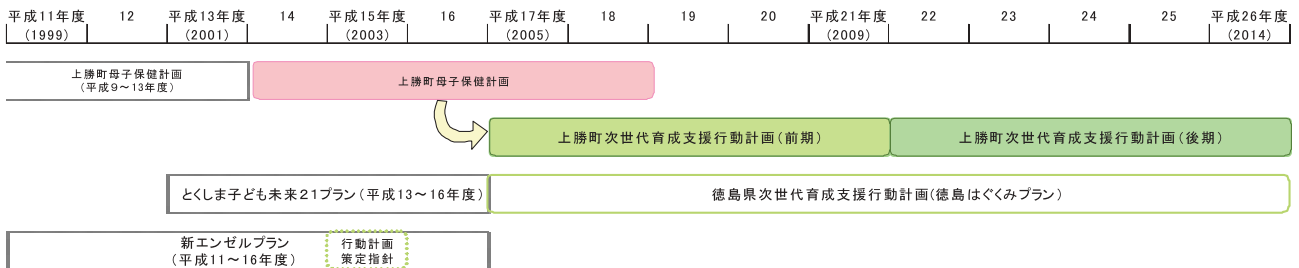 平成11年度 12 平成13年度 14 平成15年度 16 平成17年度 18 19 20 平成21年度 22 23 24 25 平成26年度
(1999) (2001) (2003) (2005) (2009) (2014)
上勝町母子保健計画
(平成9～13年度)
上勝町母子保健計画
上勝町次世代育成支援行動計画(前期)
上勝町次世代育成支援行動計画(後期)
とくしま子ども未来21プラン(平成13～16年度)
徳島県次世代育成支援行動計画(徳島はぐくみプラン)
新エンゼルプラン
(平成11～16年度)
行動計画
策定指針